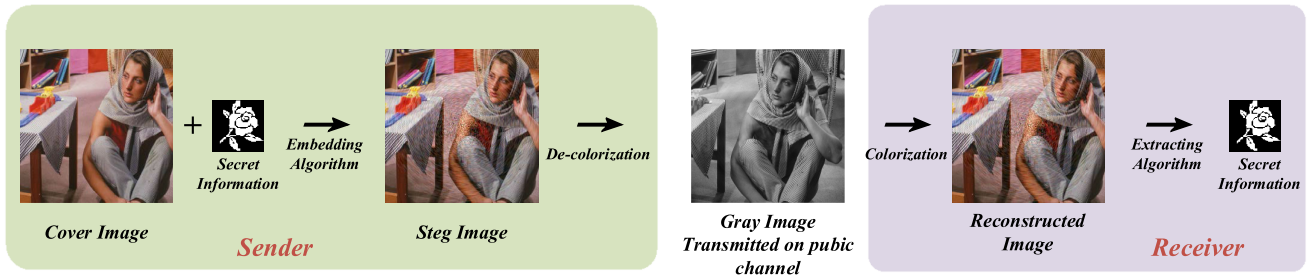 +
Secret
Information
Embedding
Algorithm
De-colorization
Cover Image
Sender
Steg Image
Gray Image
Transmitted on pubic
channel
Colorization
Reconstructed
Image
Extracting
Algorithm
Secret
Information
Receiver